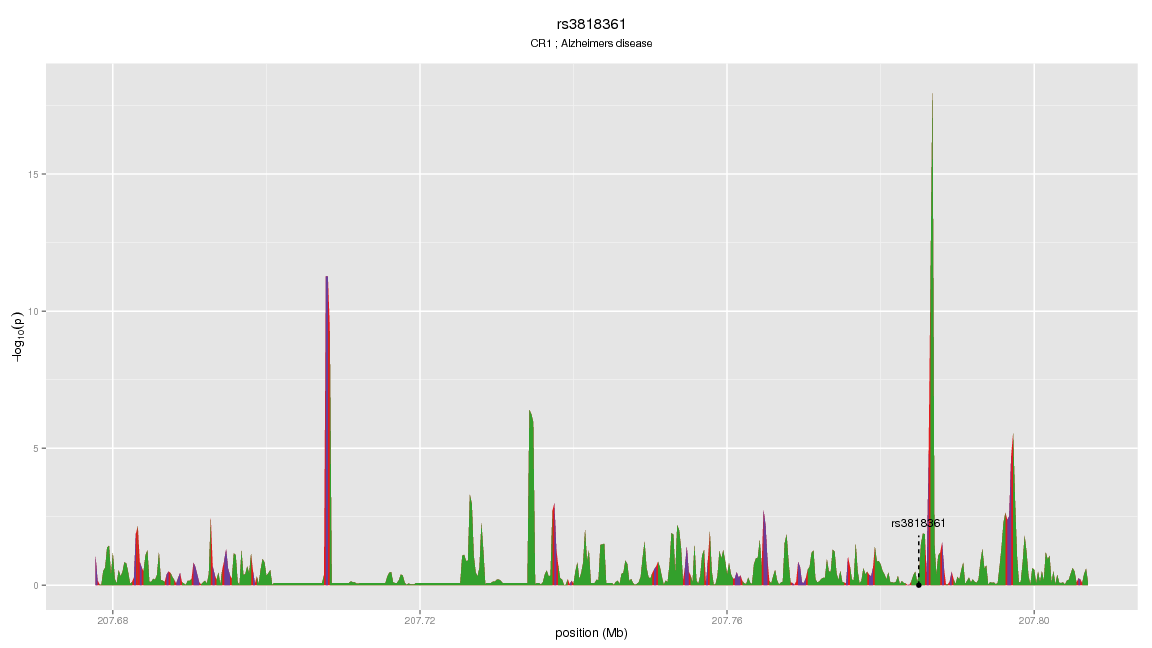 rs3818361
CR1 ; Alzheimers disease
−log10(p)
15
10
5
0
rs3818361
207.68
207.72
207.76
207.80
position (Mb)